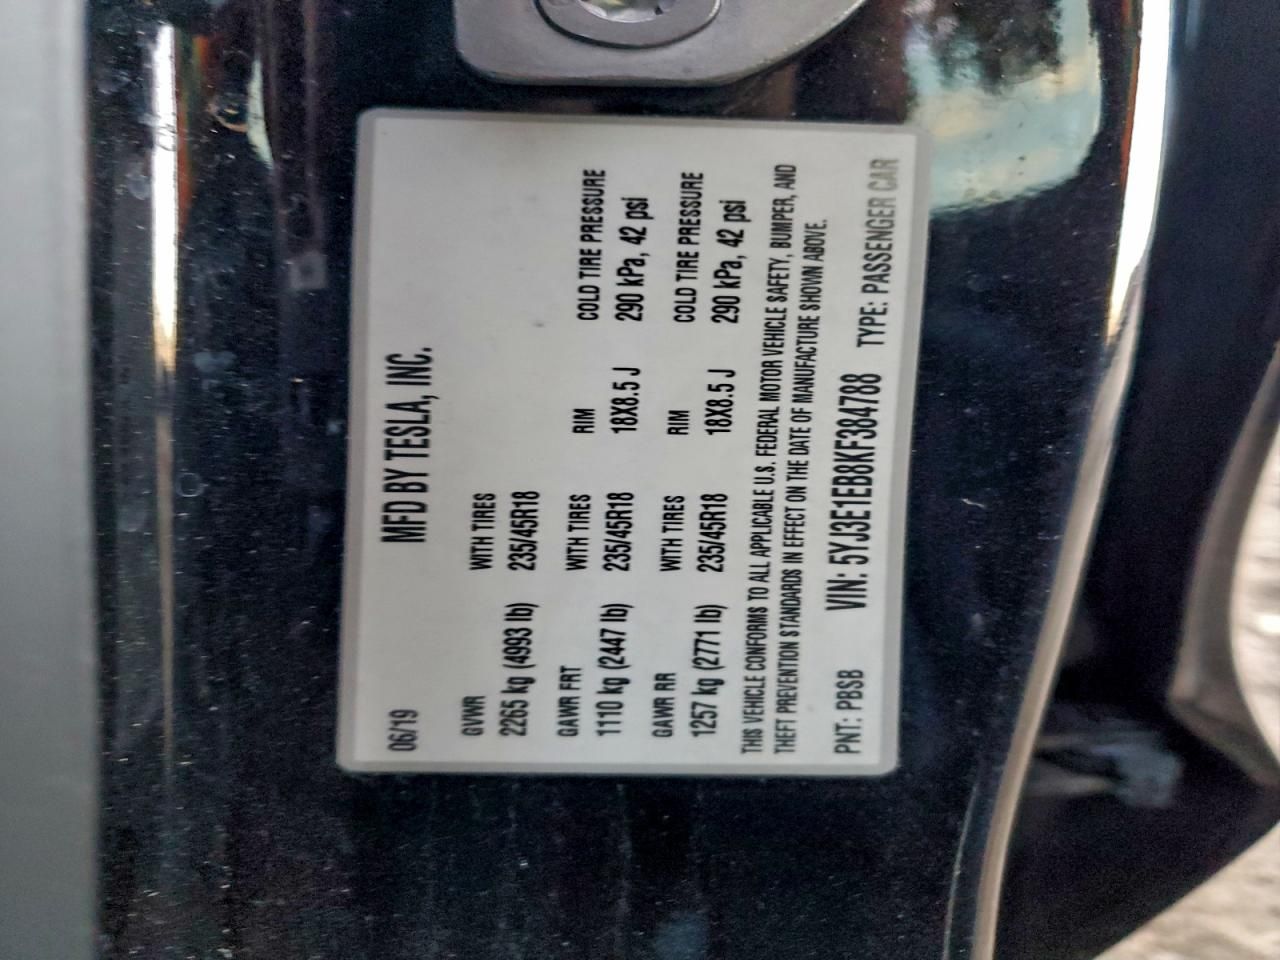 06/19 MFD BY TESLA, INC.
GVWR WITH TIRES
2265 kg (4993 lb) 235/45R18
GAWR FRT WITH TIRES RIM COLD TIRE PRESSURE
1110 kg (2447 lb) 235/45R18 18X8.5 J 290 kPa, 42 psi
GAWR RR WITH TIRES RIM COLD TIRE PRESSURE
1257 kg (2771 lb) 235/45R18 18X8.5 J 290 kPa, 42 psi
THIS VEHICLE CONFORMS TO ALL APPLICABLE U.S. FEDERAL MOTOR VEHICLE SAFETY, BUMPER, AND
THEFT PREVENTION STANDARDS IN EFFECT ON THE DATE OF MANUFACTURE SHOWN ABOVE.
PNT: PBSB VIN: 5YJ3E1EB8KF384788 TYPE: PASSENGER CAR